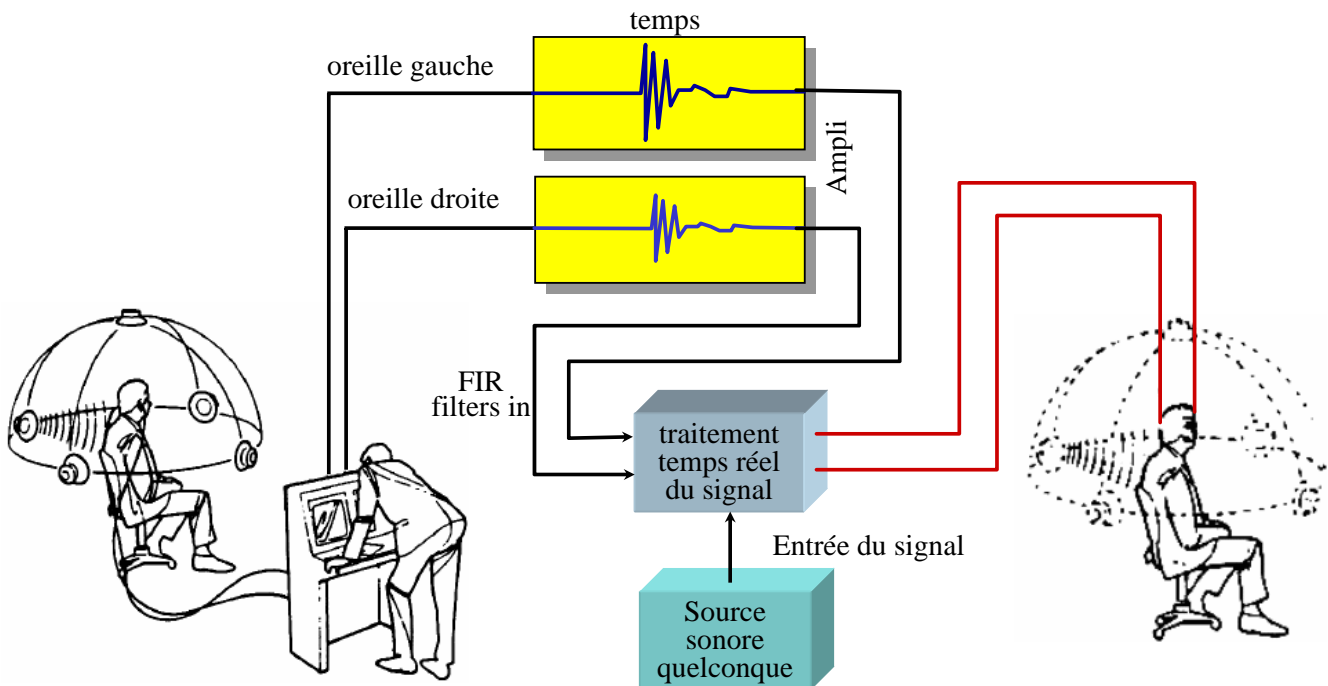 temps
oreille gauche
Ampli
oreille droite
FIR
filters in
traitement
temps réel
du signal
Entrée du signal
Source
sonore
quelconque